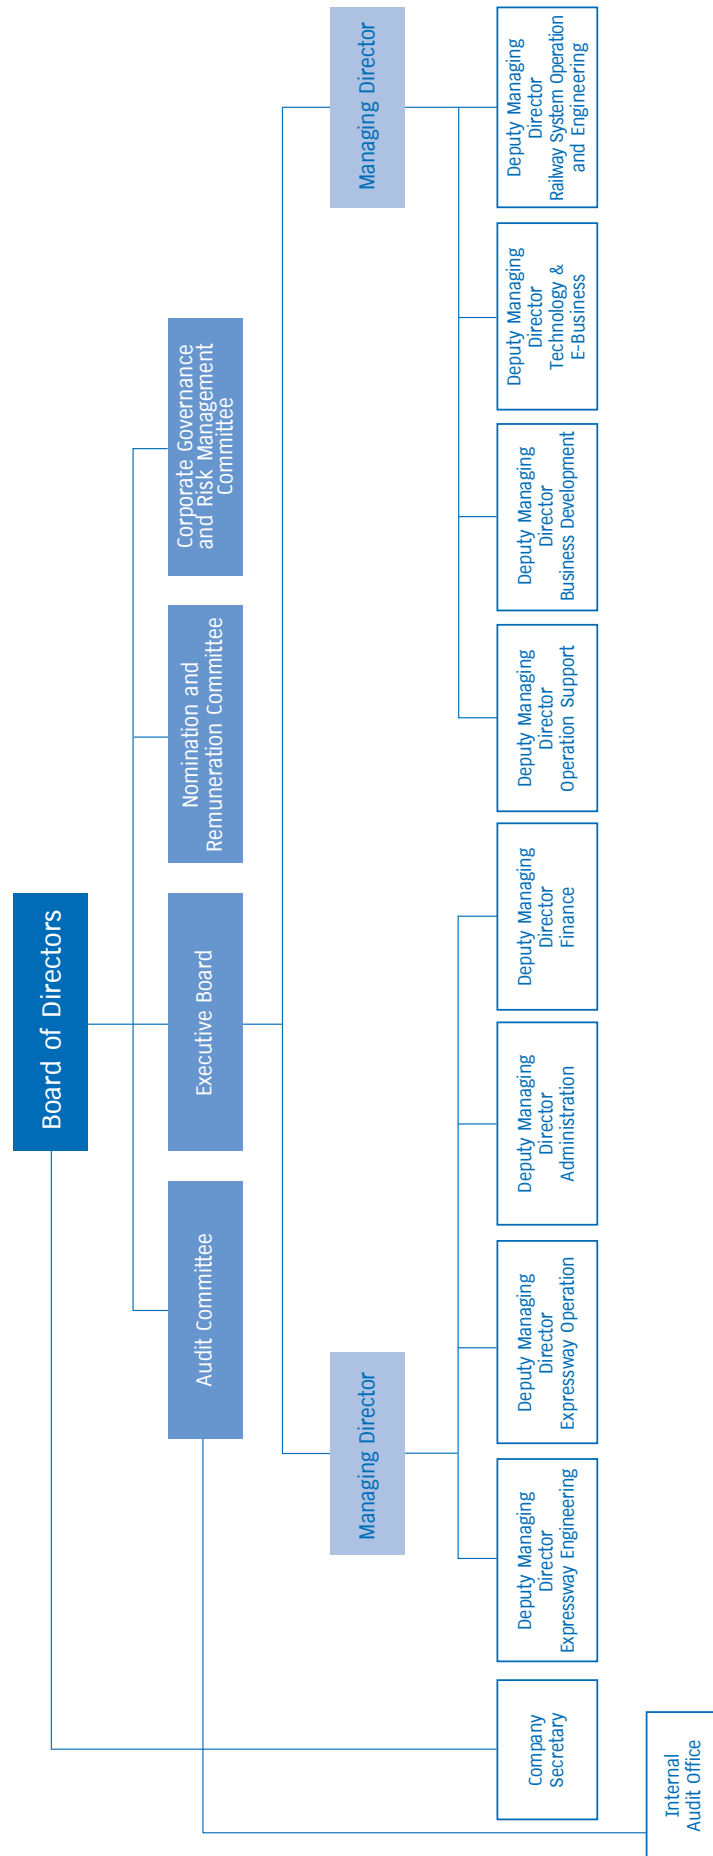 Board of Directors
Audit Committee
Executive Board
Nomination and
Remuneration Committee
Corporate Governance
and Risk Management
Committee
Managing Director
Managing Director
Company
Secretary
Deputy Managing
Director
Expressway Engineering
Deputy Managing
Director
Expressway Operation
Deputy Managing
Director
Administration
Deputy Managing
Director
Finance
Deputy Managing
Director
Operation Support
Deputy Managing
Director
Business Development
Deputy Managing
Director
Technology &
E-Business
Deputy Managing
Director
Railway System Operation
and Engineering
Internal
Audit Office